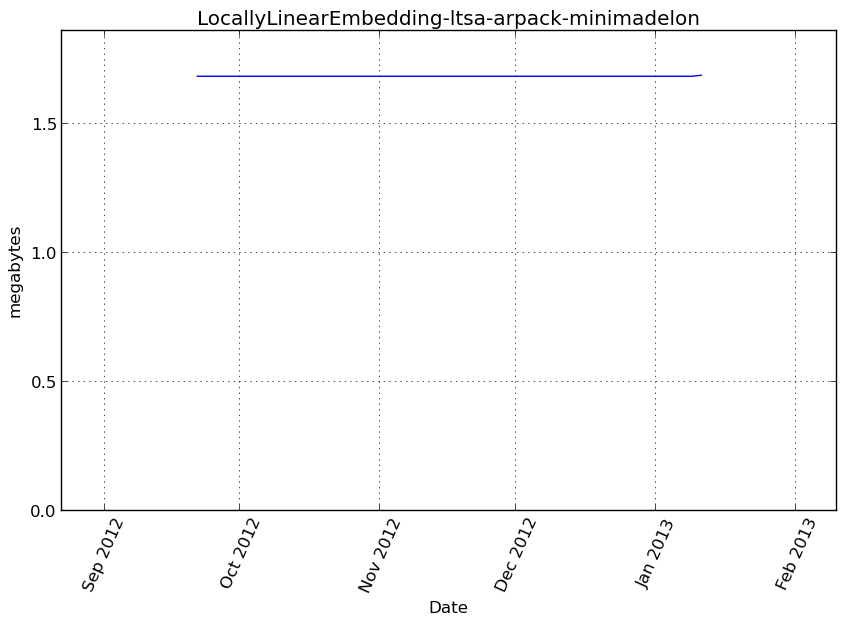 LocallyLinearEmbedding-ltsa-arpack-minimadelon
megabytes
1.5
1.0
0.5
0.0
Sep 2012
Oct 2012
Nov 2012
Dec 2012
Jan 2013
Feb 2013
Date